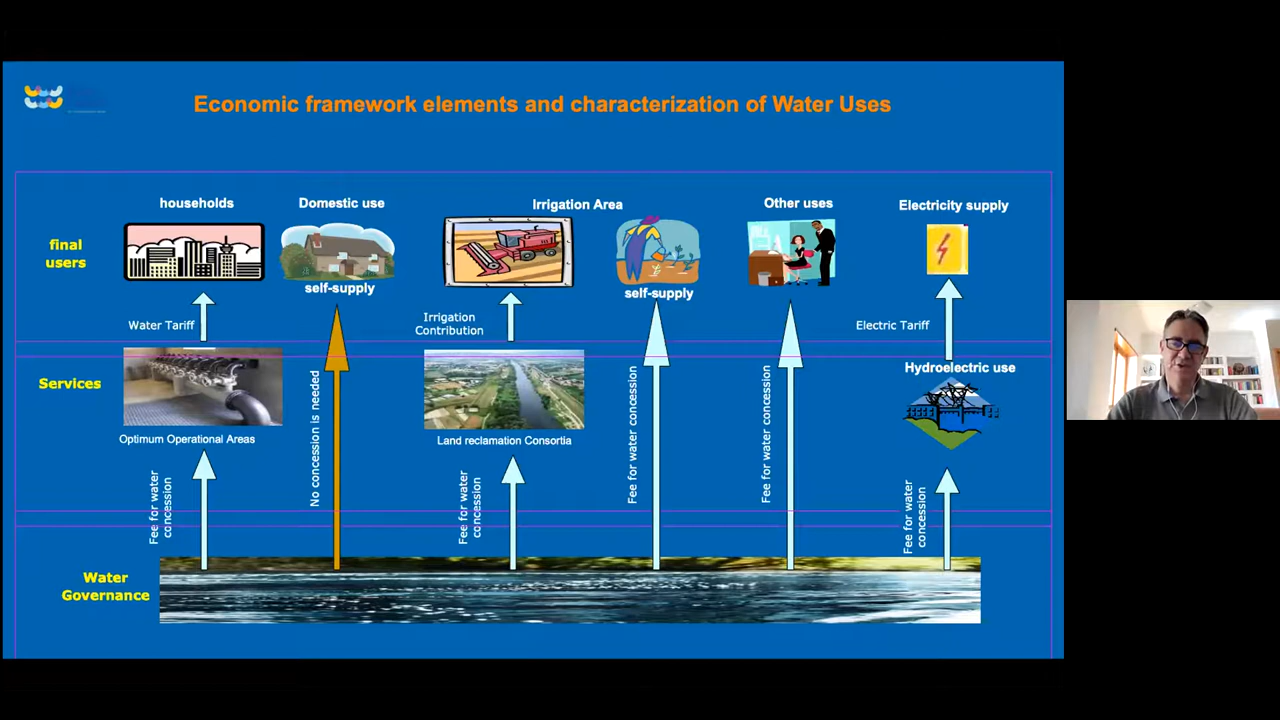 Economic framework elements and characterization of Water Uses
households
Domestic use
Irrigation Area
Other uses
Electricity supply
final
users
self-supply
self-supply
Water Tariff
Irrigation
Contribution
Electric Tariff
Services
Hydroelectric use
Optimum Operational Areas
Land reclamation Consortia
Fee for water
concession
No concession is needed
Fee for water
concession
Fee for water concession
Fee for water concession
Fee for water
concession
Water
Governance